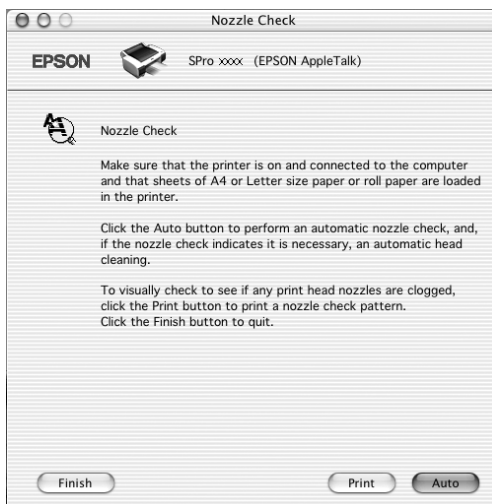 Nozzle Check
EPSON
SPro xxxx (EPSON AppleTalk)
Nozzle Check
Make sure that the printer is on and connected to the computer
and that sheets of A4 or Letter size paper or roll paper are loaded
in the printer.
Click the Auto button to perform an automatic nozzle check, and,
if the nozzle check indicates it is necessary, an automatic head
cleaning.
To visually check to see if any print head nozzles are clogged,
click the Print button to print a nozzle check pattern.
Click the Finish button to quit.
Finish
Print
Auto